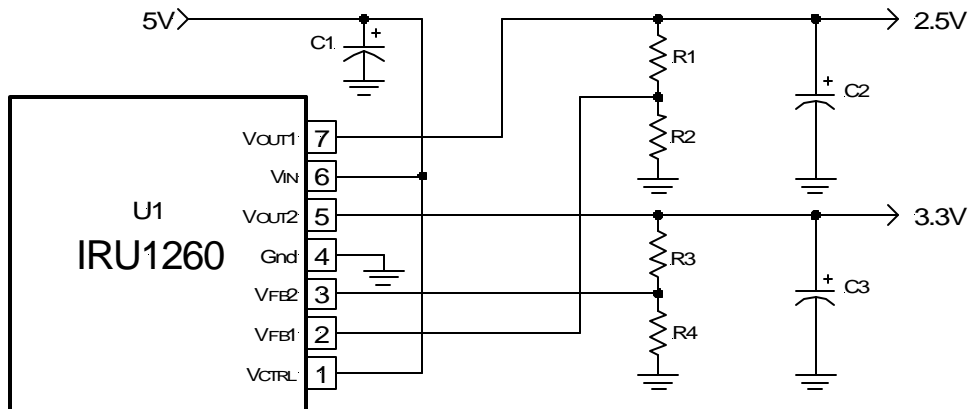 5V
C1
+
2.5V
R1
+
C2
R2
VOUT1 7
VIN 6
U1
IRU1260
VOUT2 5
3.3V
Gnd 4
R3
VFB2 3
+
C3
VFB1 2
R4
VCTRL 1